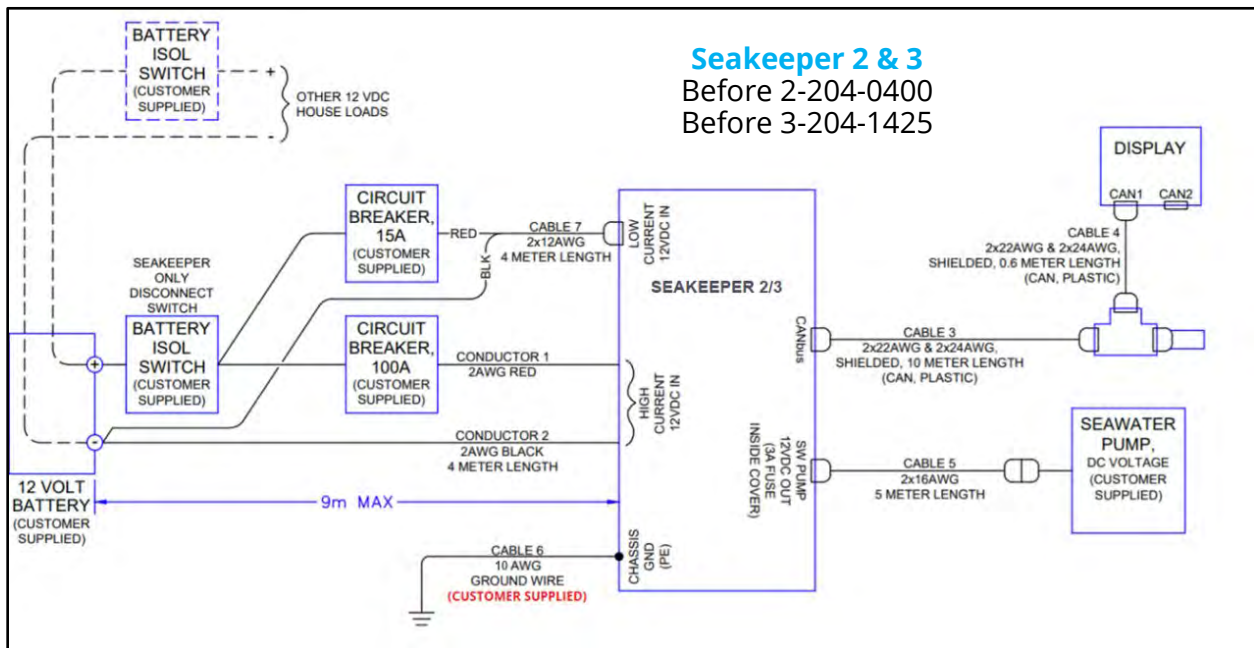 Seakeeper 2 & 3
Before 2-204-0400
Before 3-204-1425
BATTERY
ISOL
SWITCH
(CUSTOMER
SUPPLIED)
+
-
OTHER 12 VDC
HOUSE LOADS
SEAKEEPER
ONLY
DISCONNECT
SWITCH
BATTERY
ISOL
SWITCH
(CUSTOMER
SUPPLIED)
+
-
12 VOLT
BATTERY
(CUSTOMER
SUPPLIED)
CIRCUIT
BREAKER,
15A
(CUSTOMER
SUPPLIED)
RED
BLK
CABLE 7
2x12AWG
4 METER LENGTH
CIRCUIT
BREAKER,
100A
(CUSTOMER
SUPPLIED)
CONDUCTOR 1
2AWG RED
CONDUCTOR 2
2AWG BLACK
4 METER LENGTH
9m MAX
CABLE 6
10 AWG
GROUND WIRE
(CUSTOMER SUPPLIED)
LOW
CURRENT
12VDC IN
SEAKEEPER 2/3
HIGH
CURRENT
12VDC IN
CHASSIS
GND
(PE)
CANbus
SW PUMP
12VDC OUT
(3A FUSE
INSIDE COVER)
DISPLAY
CAN1
CAN2
CABLE 4
2x22AWG & 2x24AWG,
SHIELDED, 0.6 METER LENGTH
(CAN, PLASTIC)
CABLE 3
2x22AWG & 2x24AWG,
SHIELDED, 10 METER LENGTH
(CAN, PLASTIC)
CABLE 5
2x16AWG
5 METER LENGTH
SEAWATER
PUMP,
DC VOLTAGE
(CUSTOMER
SUPPLIED)